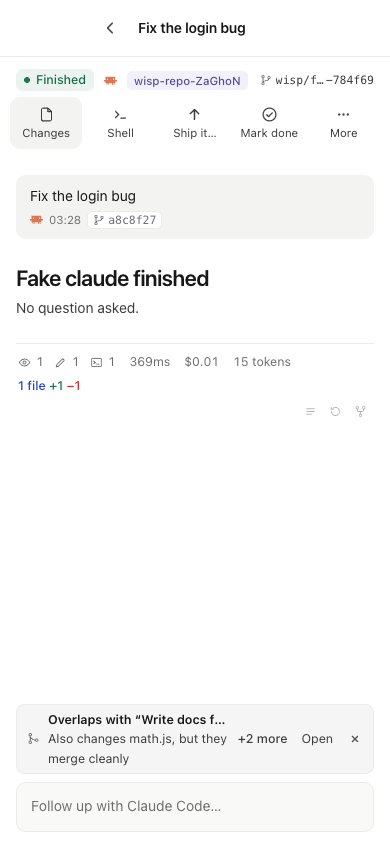 Fix the login bug
Finished wisp-repo-ZaGhoN wisp/f…–784f69
Changes Shell Ship it… Mark done More
Fix the login bug
03:28 a8c8f27
Fake claude finished
No question asked.
1 1 1 369ms $0.01 15 tokens
1 file +1 −1
Overlaps with “Write docs f…
Also changes math.js, but they +2 more Open ×
merge cleanly
Follow up with Claude Code…